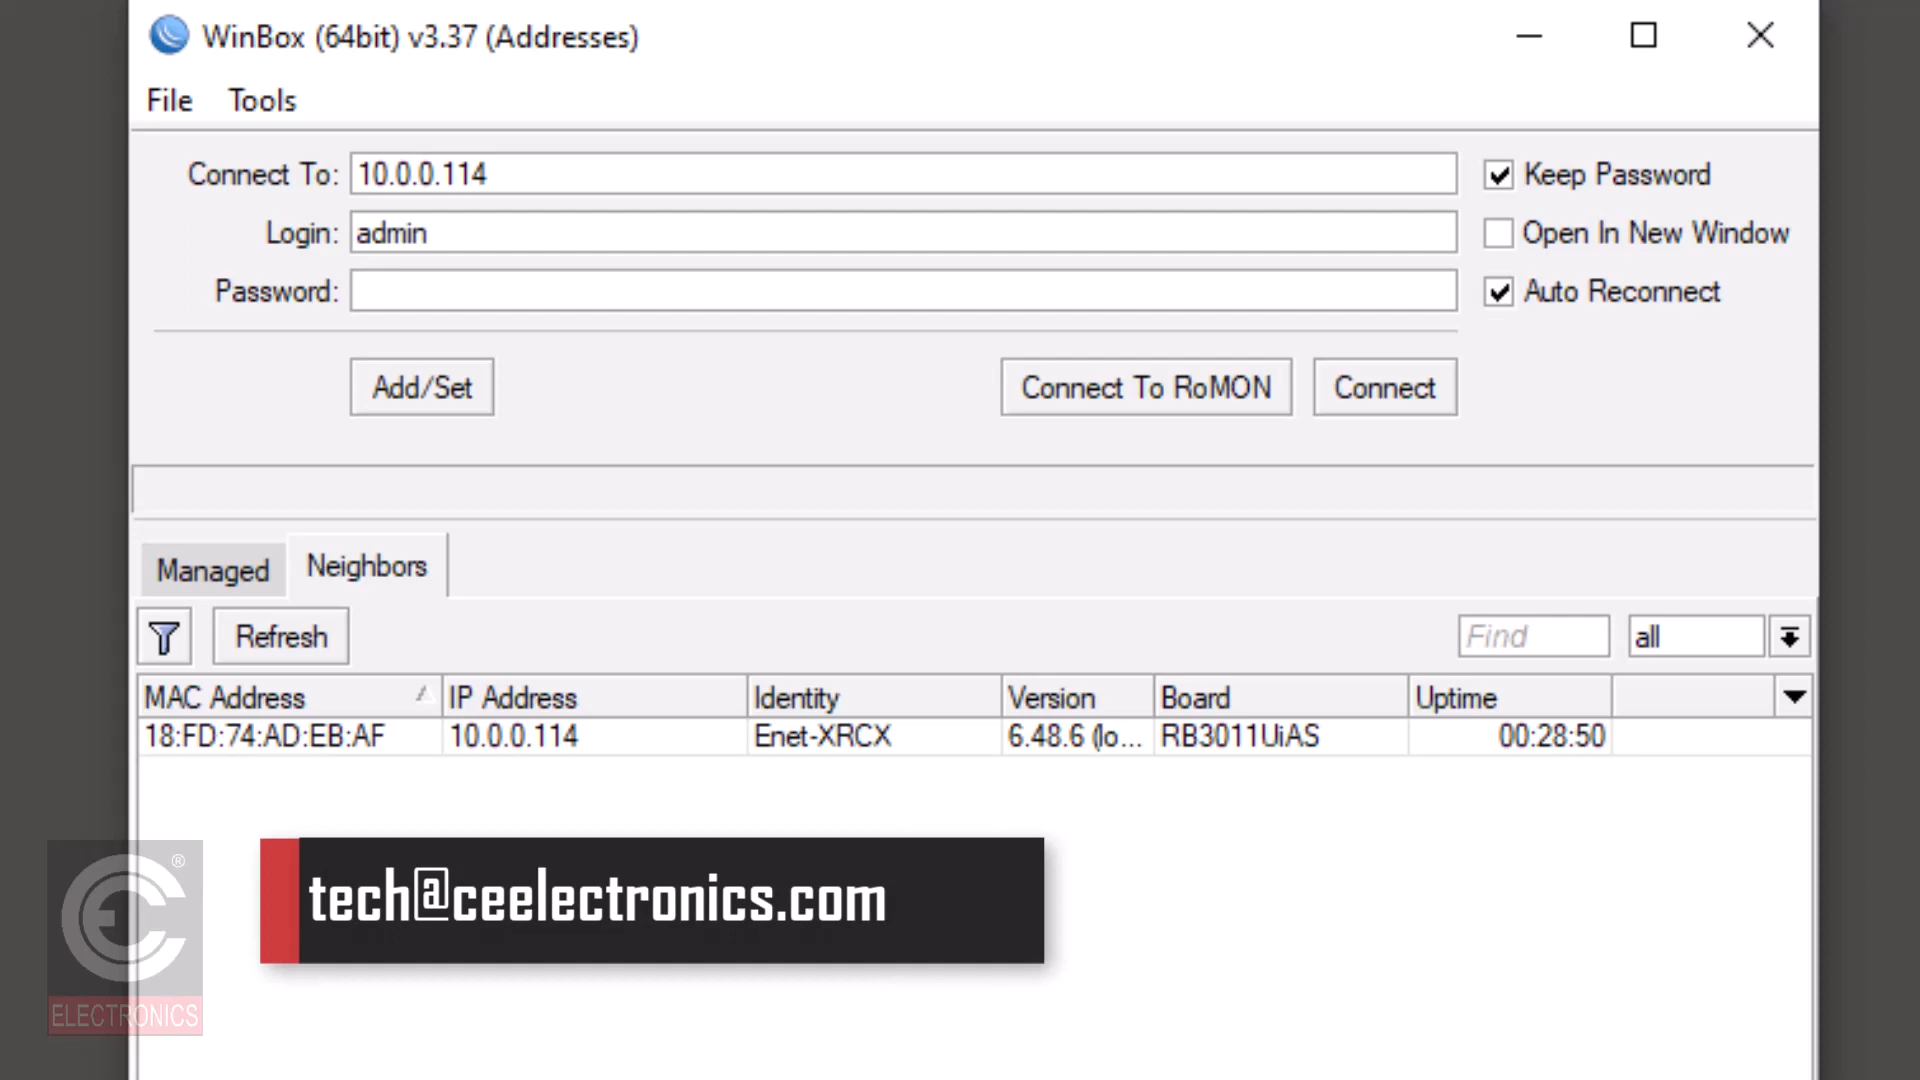 WinBox (64bit) v3.37 (Addresses)
File Tools
Connect To: 10.0.0.114
Keep Password
Login: admin
Open In New Window
Password:
Auto Reconnect
Add/Set
Connect To RoMON
Connect
Managed
Neighbors
Refresh
Find
all
MAC Address IP Address Identity Version Board Uptime
18:FD:74:AD:EB:AF 10.0.0.114 Enet-XRCX 6.48.6 (lo... RB3011UiAS 00:28:50
tech@ceelectronics.com
CE®
ELECTRONICS